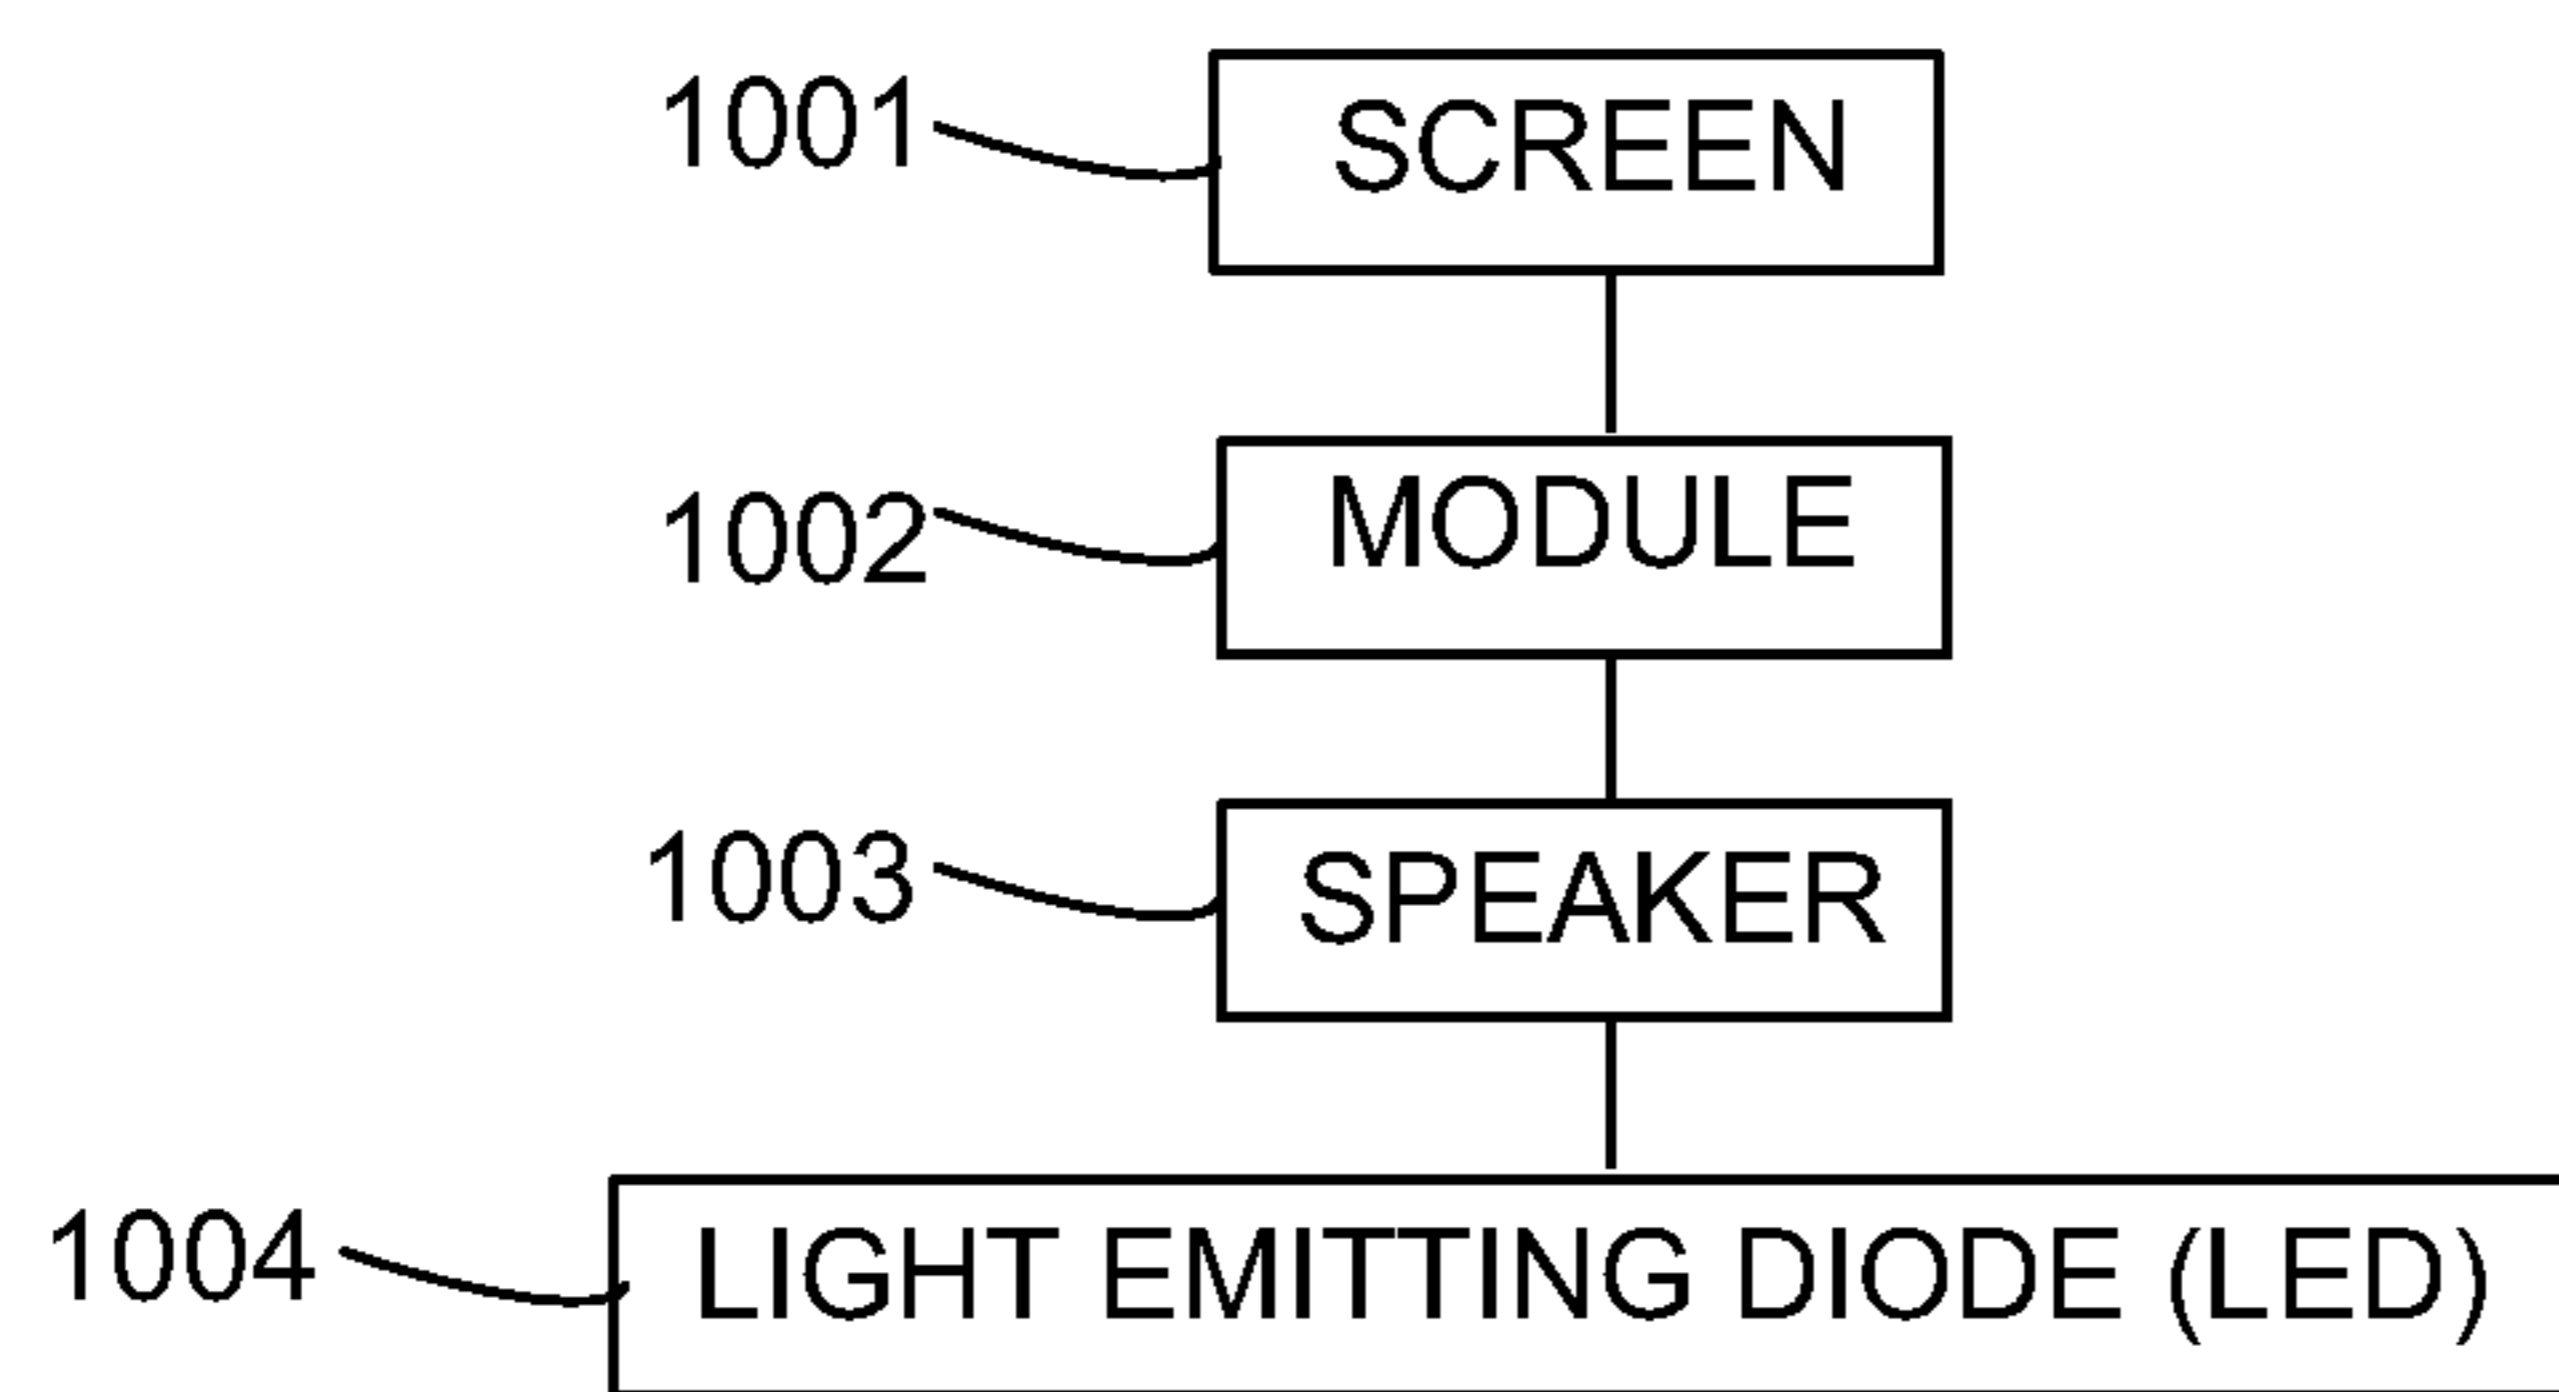 1001 SCREEN
1002 MODULE
1003 SPEAKER
1004 LIGHT EMITTING DIODE (LED)